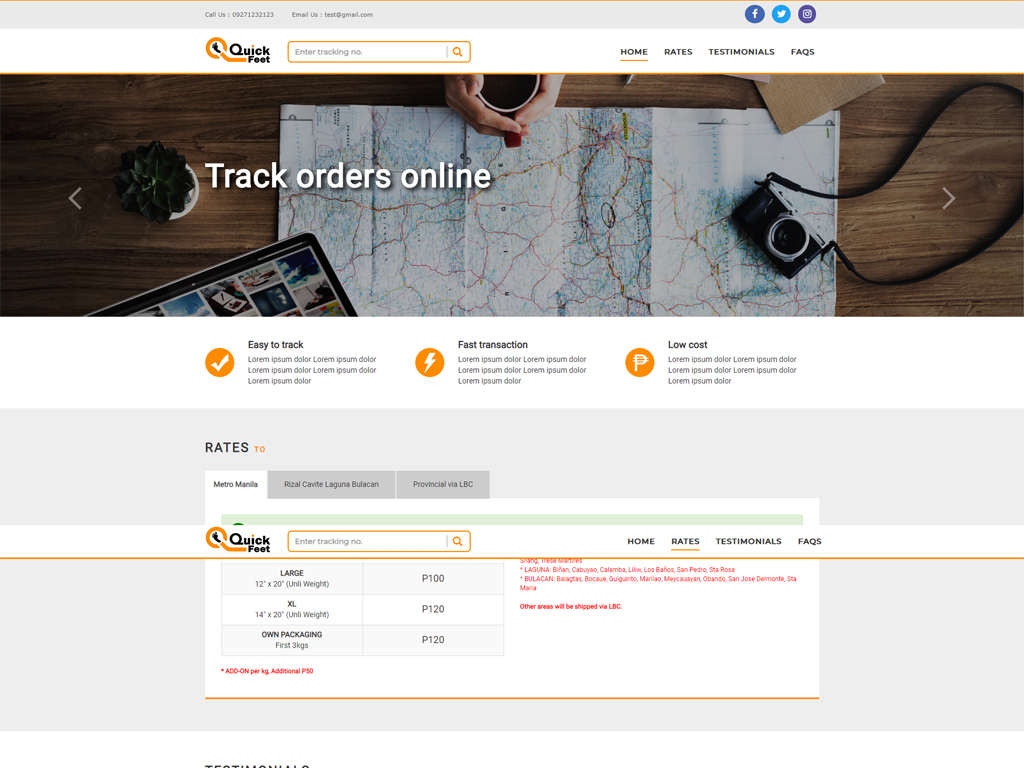 Call Us : 09271232123 Email Us : test@gmail.com
Quick
Feet
Enter tracking no.
HOME RATES TESTIMONIALS FAQS
Track orders online
Easy to track
Lorem ipsum dolor Lorem ipsum dolor
Lorem ipsum dolor Lorem ipsum dolor
Lorem ipsum dolor
Fast transaction
Lorem ipsum dolor Lorem ipsum dolor
Lorem ipsum dolor Lorem ipsum dolor
Lorem ipsum dolor
Low cost
Lorem ipsum dolor Lorem ipsum dolor
Lorem ipsum dolor Lorem ipsum dolor
Lorem ipsum dolor
RATES TO
Metro Manila Rizal Cavite Laguna Bulacan Provincial via LBC
Quick
Feet
Enter tracking no.
HOME RATES TESTIMONIALS FAQS
LARGE
12" x 20" (Unli Weight)
P100
XL
14" x 20" (Unli Weight)
P120
OWN PACKAGING
First 3kgs
P120
* ADD-ON per kg, Additional P50
Silang, Trese Martires
* LAGUNA: Biñan, Cabuyao, Calamba, Liliw, Los Baños, San Pedro, Sta Rosa
* BULACAN: Balagtas, Bocaue, Guiguinto, Marilao, Meycauayan, Obando, San Jose Delmonte, Sta
Maria
Other areas will be shipped via LBC.
TESTIMONIALS